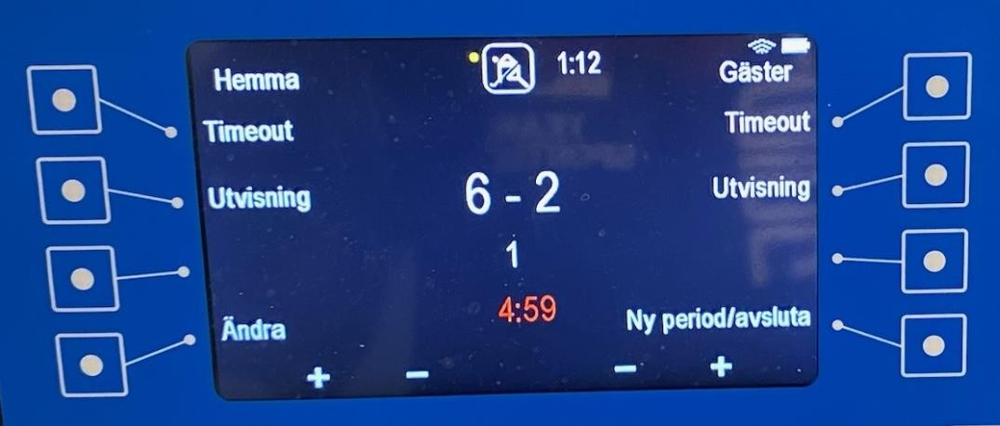 1:12
Hemma Gäster
Timeout Timeout
Utvisning 6 - 2 Utvisning
1
4:59
Ändra Ny period/avsluta
+ - - +